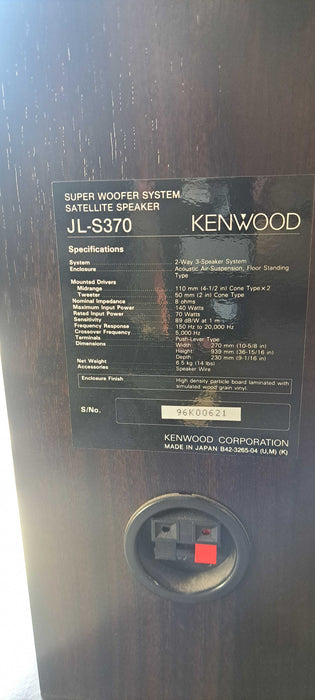 SUPER WOOFER SYSTEM
SATELLITE SPEAKER
JL-S370 KENWOOD
Specifications
System 2-Way 3-Speaker System
Enclosure Acoustic Air-Suspension, Floor Standing
Type
Mounted Drivers
Midrange 110 mm (4-1/2) Cone Type×2
Tweeter 50 mm (2 in) Cone Type
Nominal Impedance 8 ohms
Maximum Input Power 140 Watts
Rated Input Power 70 Watts
Sensitivity 89 dB/W at 1 m
Frequency Response 150 Hz to 20,000 Hz
Crossover Frequency 5,000 Hz
Terminals Push-Lever Type
Dimensions Width: 270 mm (10-5/8 in)
Height: 939 mm (36-15/16 in)
Depth 230 mm (9-1/16 in)
Net Weight 6.5 kg (14 lbs)
Accessories Speaker Wire
Enclosure Finish High density particle board laminated with
simulated wood grain vinyl.
S/No. 96K00621
KENWOOD CORPORATION
MADE IN JAPAN B42-3265-04 (U,M) (K)